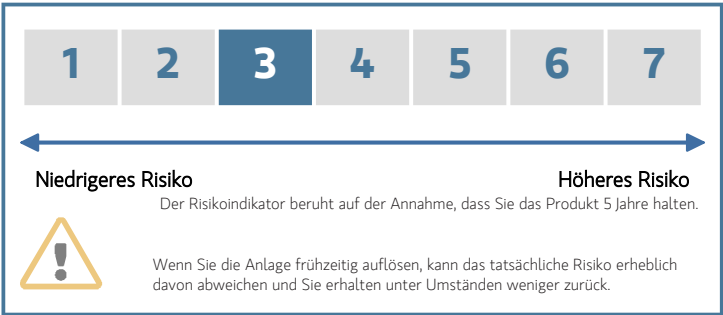 1 2 3 4 5 6 7
Niedrigeres Risiko Höheres Risiko
Der Risikoindikator beruht auf der Annahme, dass Sie das Produkt 5 Jahre halten.
Wenn Sie die Anlage frühzeitig auflösen, kann das tatsächliche Risiko erheblich
davon abweichen und Sie erhalten unter Umständen weniger zurück.